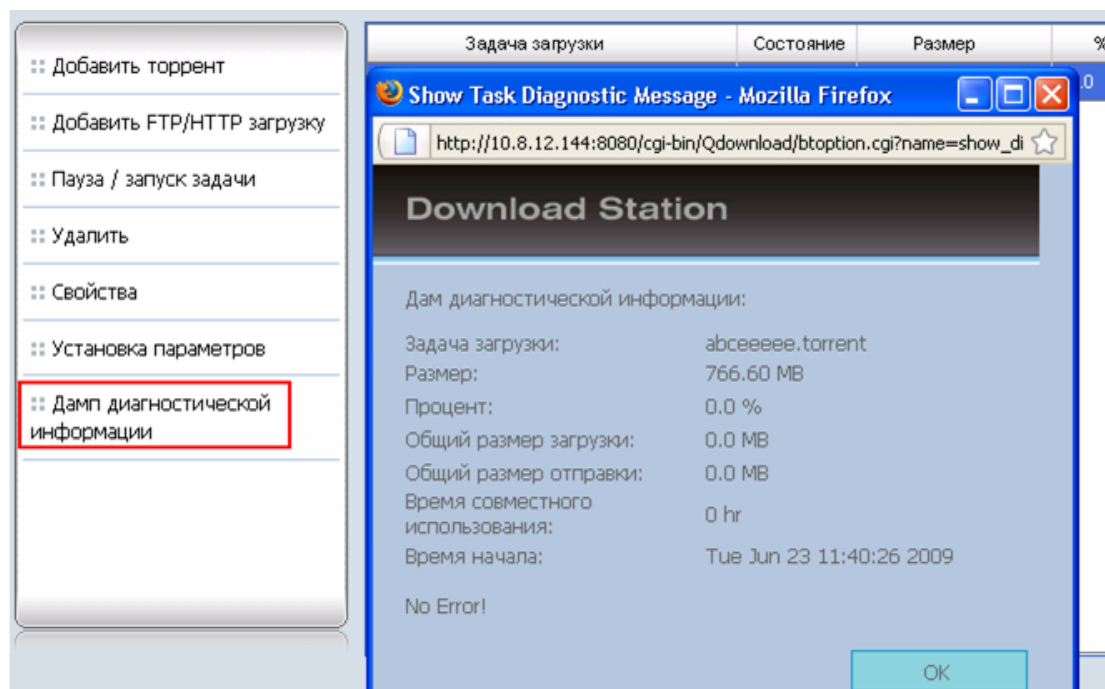 Добавить торрент
Добавить FTP/HTTP загрузку
Пауза / запуск задачи
Удалить
Свойства
Установка параметров
Дамп диагностической
информации
Задача загрузки Состояние Размер %
.0
Show Task Diagnostic Message - Mozilla Firefox
http://10.8.12.144:8080/cgi-bin/Qdownload/btoption.cgi?name=show_di
Download Station
Дам диагностической информации:
Задача загрузки: abceeeee.torrent
Размер: 766.60 MB
Процент: 0.0 %
Общий размер загрузки: 0.0 MB
Общий размер отправки: 0.0 MB
Время совместного
использования: 0 hr
Время начала: Tue Jun 23 11:40:26 2009
No Error!
OK